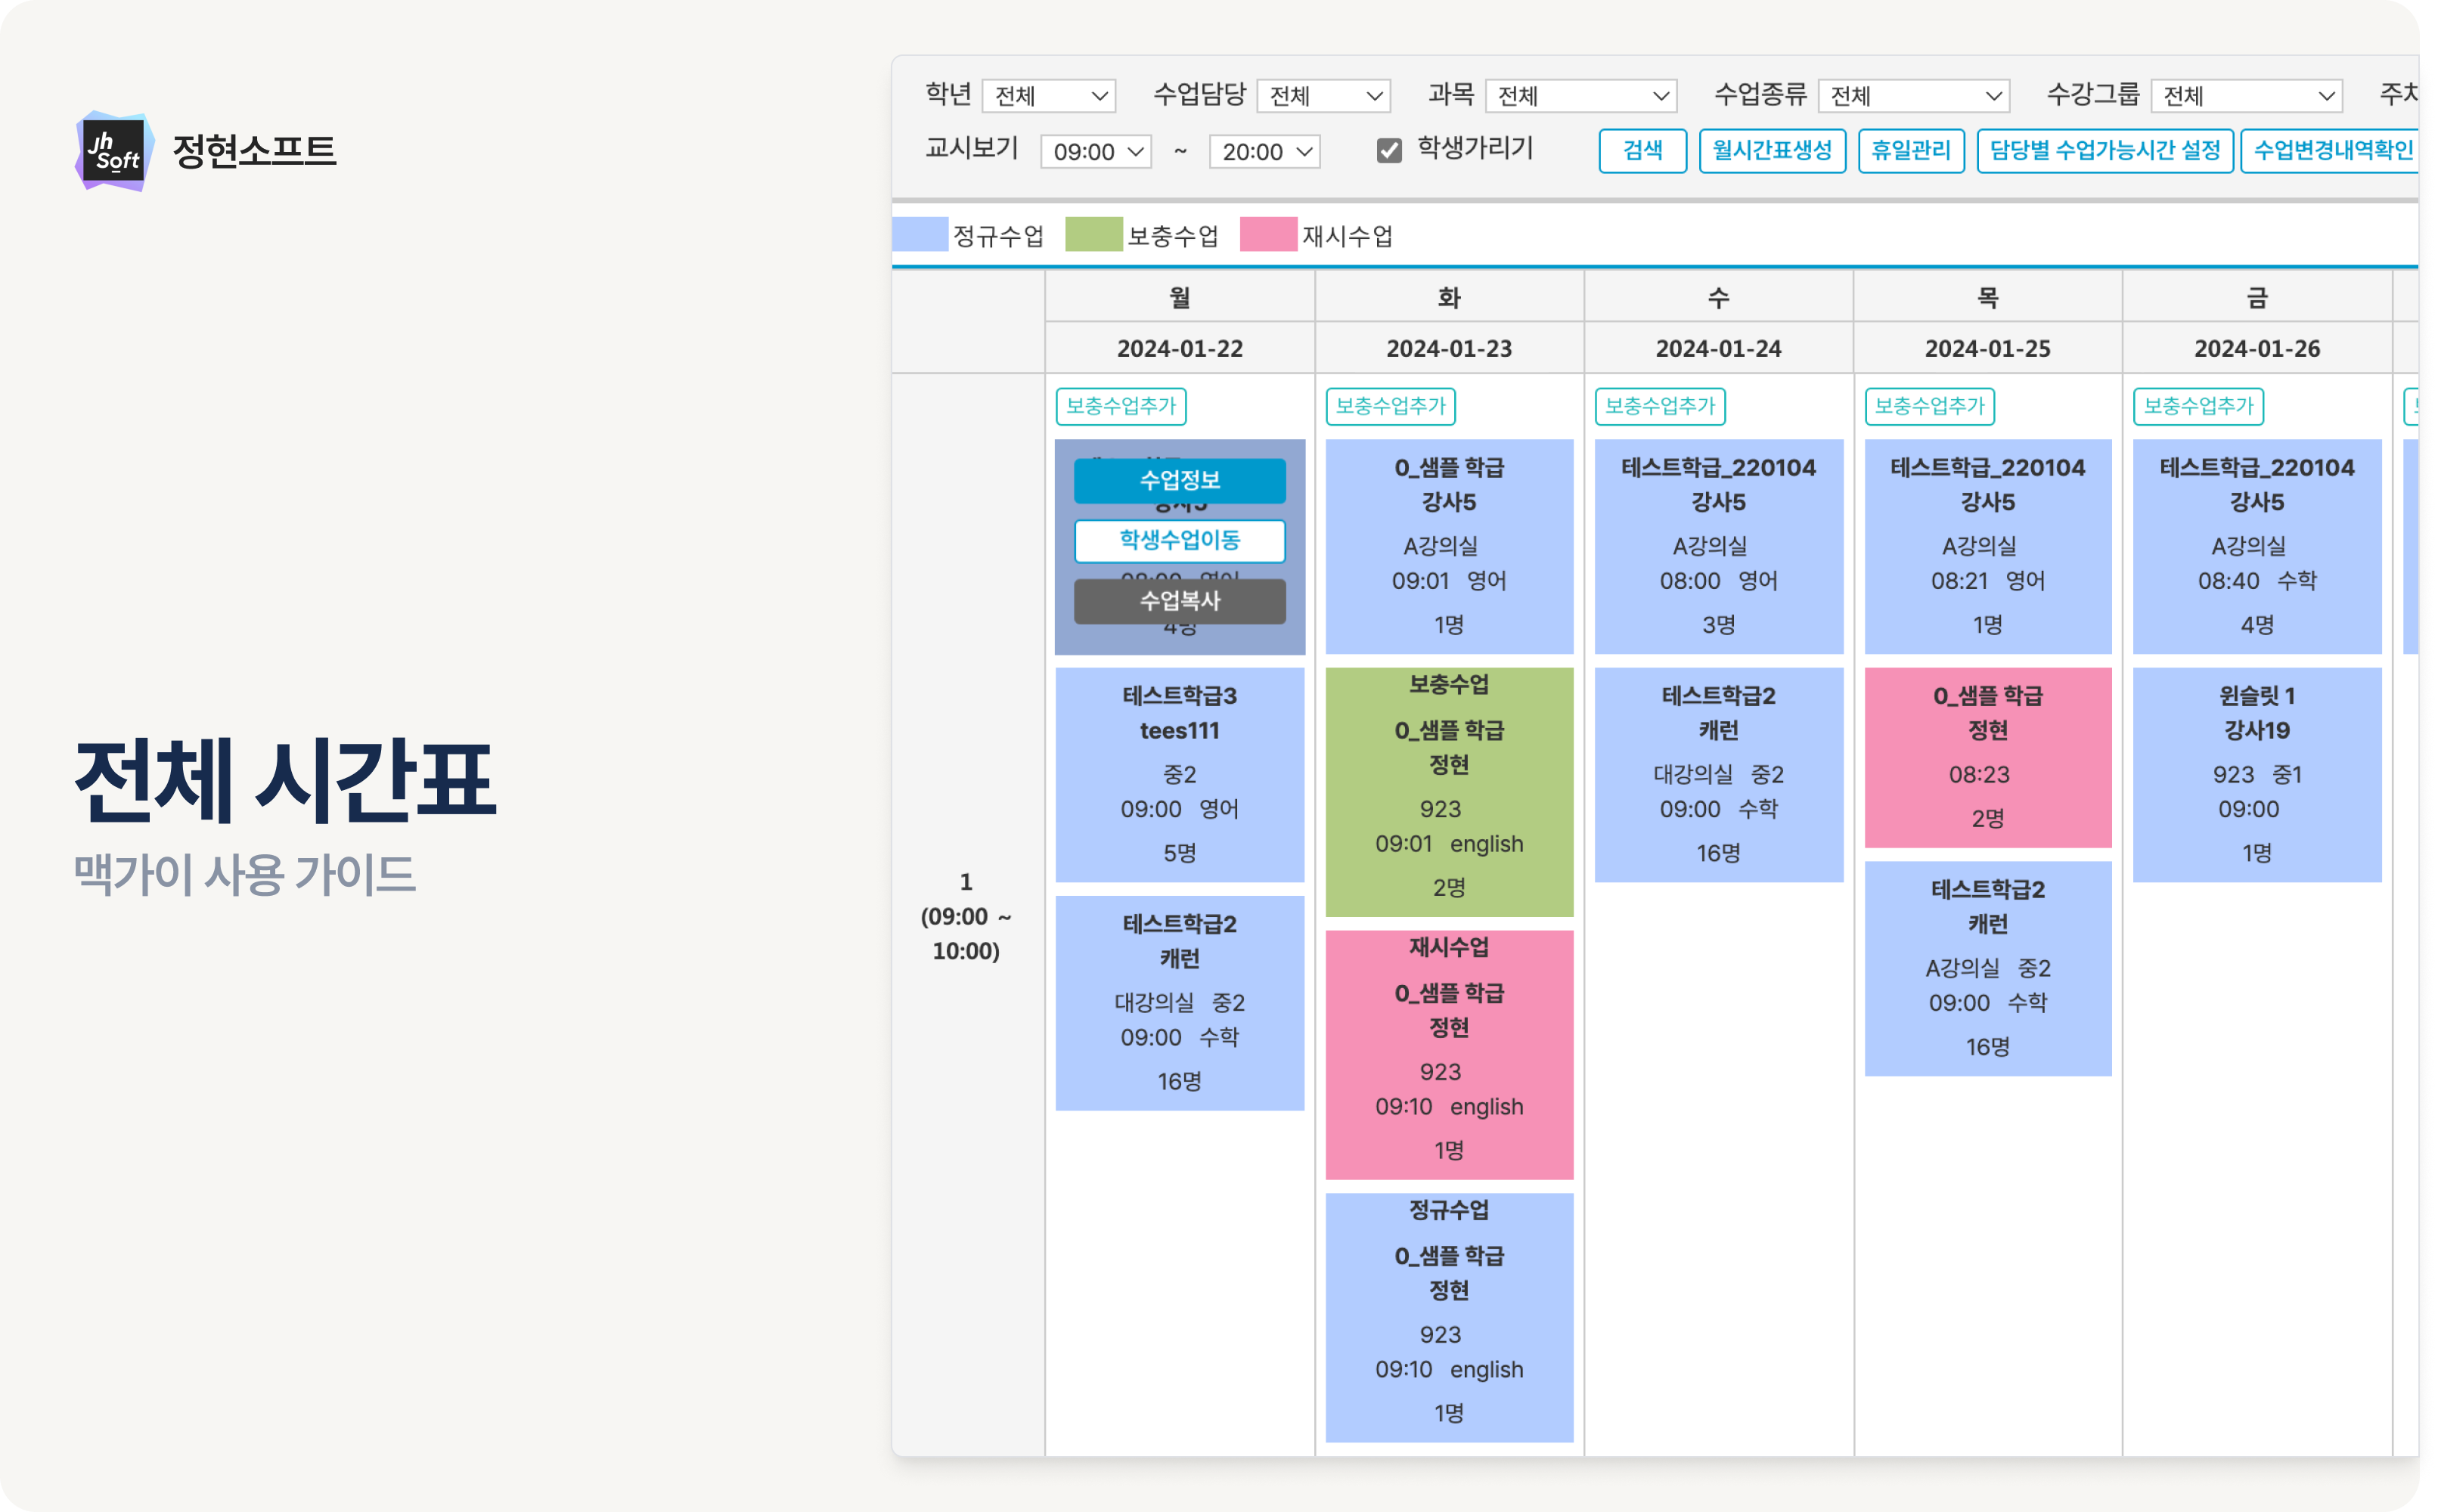 jh
Soft
정현소프트
전체 시간표
맥가이 사용 가이드
학년 전체 수업담당 전체 과목 전체 수업종류 전체 수강그룹 전체
교시보기 09:00 ~ 20:00 학생가리기 검색 월시간표생성 휴일관리 담당별 수업가능시간 설정 수업변경내역확인
정규수업 보충수업 재시수업
월 화 수 목 금
2024-01-22 2024-01-23 2024-01-24 2024-01-25 2024-01-26
1
(09:00 ~
10:00)
보충수업추가
수업정보
학생수업이동
수업복사
4명
테스트학급3
tees111
중2
09:00 영어
5명
테스트학급2
캐런
대강의실 중2
09:00 수학
16명
보충수업추가
0_샘플 학급
강사5
A강의실
09:01 영어
1명
보충수업
0_샘플 학급
정현
923
09:01 english
2명
재시수업
0_샘플 학급
정현
923
09:10 english
1명
정규수업
0_샘플 학급
정현
923
09:10 english
1명
보충수업추가
테스트학급_220104
강사5
A강의실
08:00 영어
3명
테스트학급2
캐런
대강의실 중2
09:00 수학
16명
보충수업추가
테스트학급_220104
강사5
A강의실
08:21 영어
1명
0_샘플 학급
정현
08:23
2명
테스트학급2
캐런
A강의실 중2
09:00 수학
16명
보충수업추가
테스트학급_220104
강사5
A강의실
08:40 수학
4명
윈슬릿 1
강사19
923 중1
09:00
1명